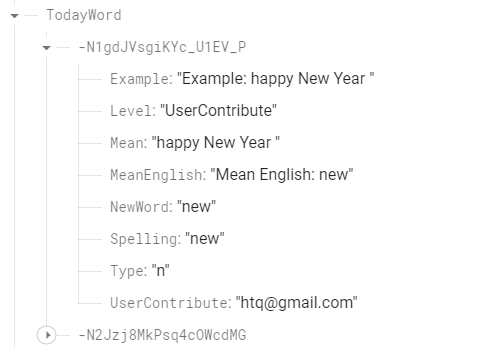 TodayWord
-N1gdJVsgiKYc_U1EV_P
Example: "Example: happy New Year "
Level: "UserContribute"
Mean: "happy New Year "
MeanEnglish: "Mean English: new"
NewWord: "new"
Spelling: "new"
Type: "n"
UserContribute: "htq@gmail.com"
-N2Jzj8MkPsq4cOWcdMG